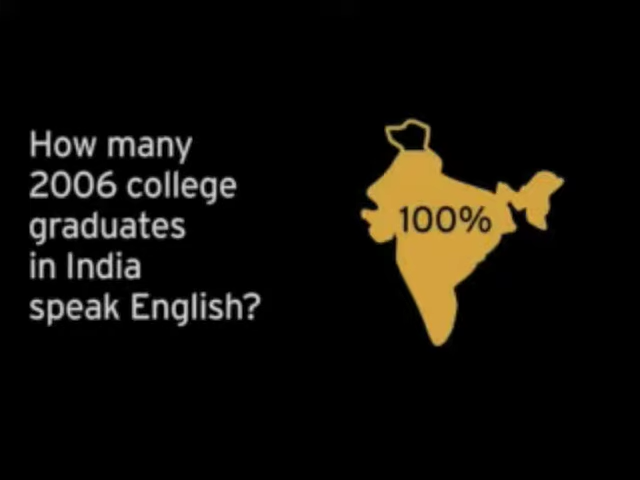 How many
2006 college
graduates
in India
speak English?
100%